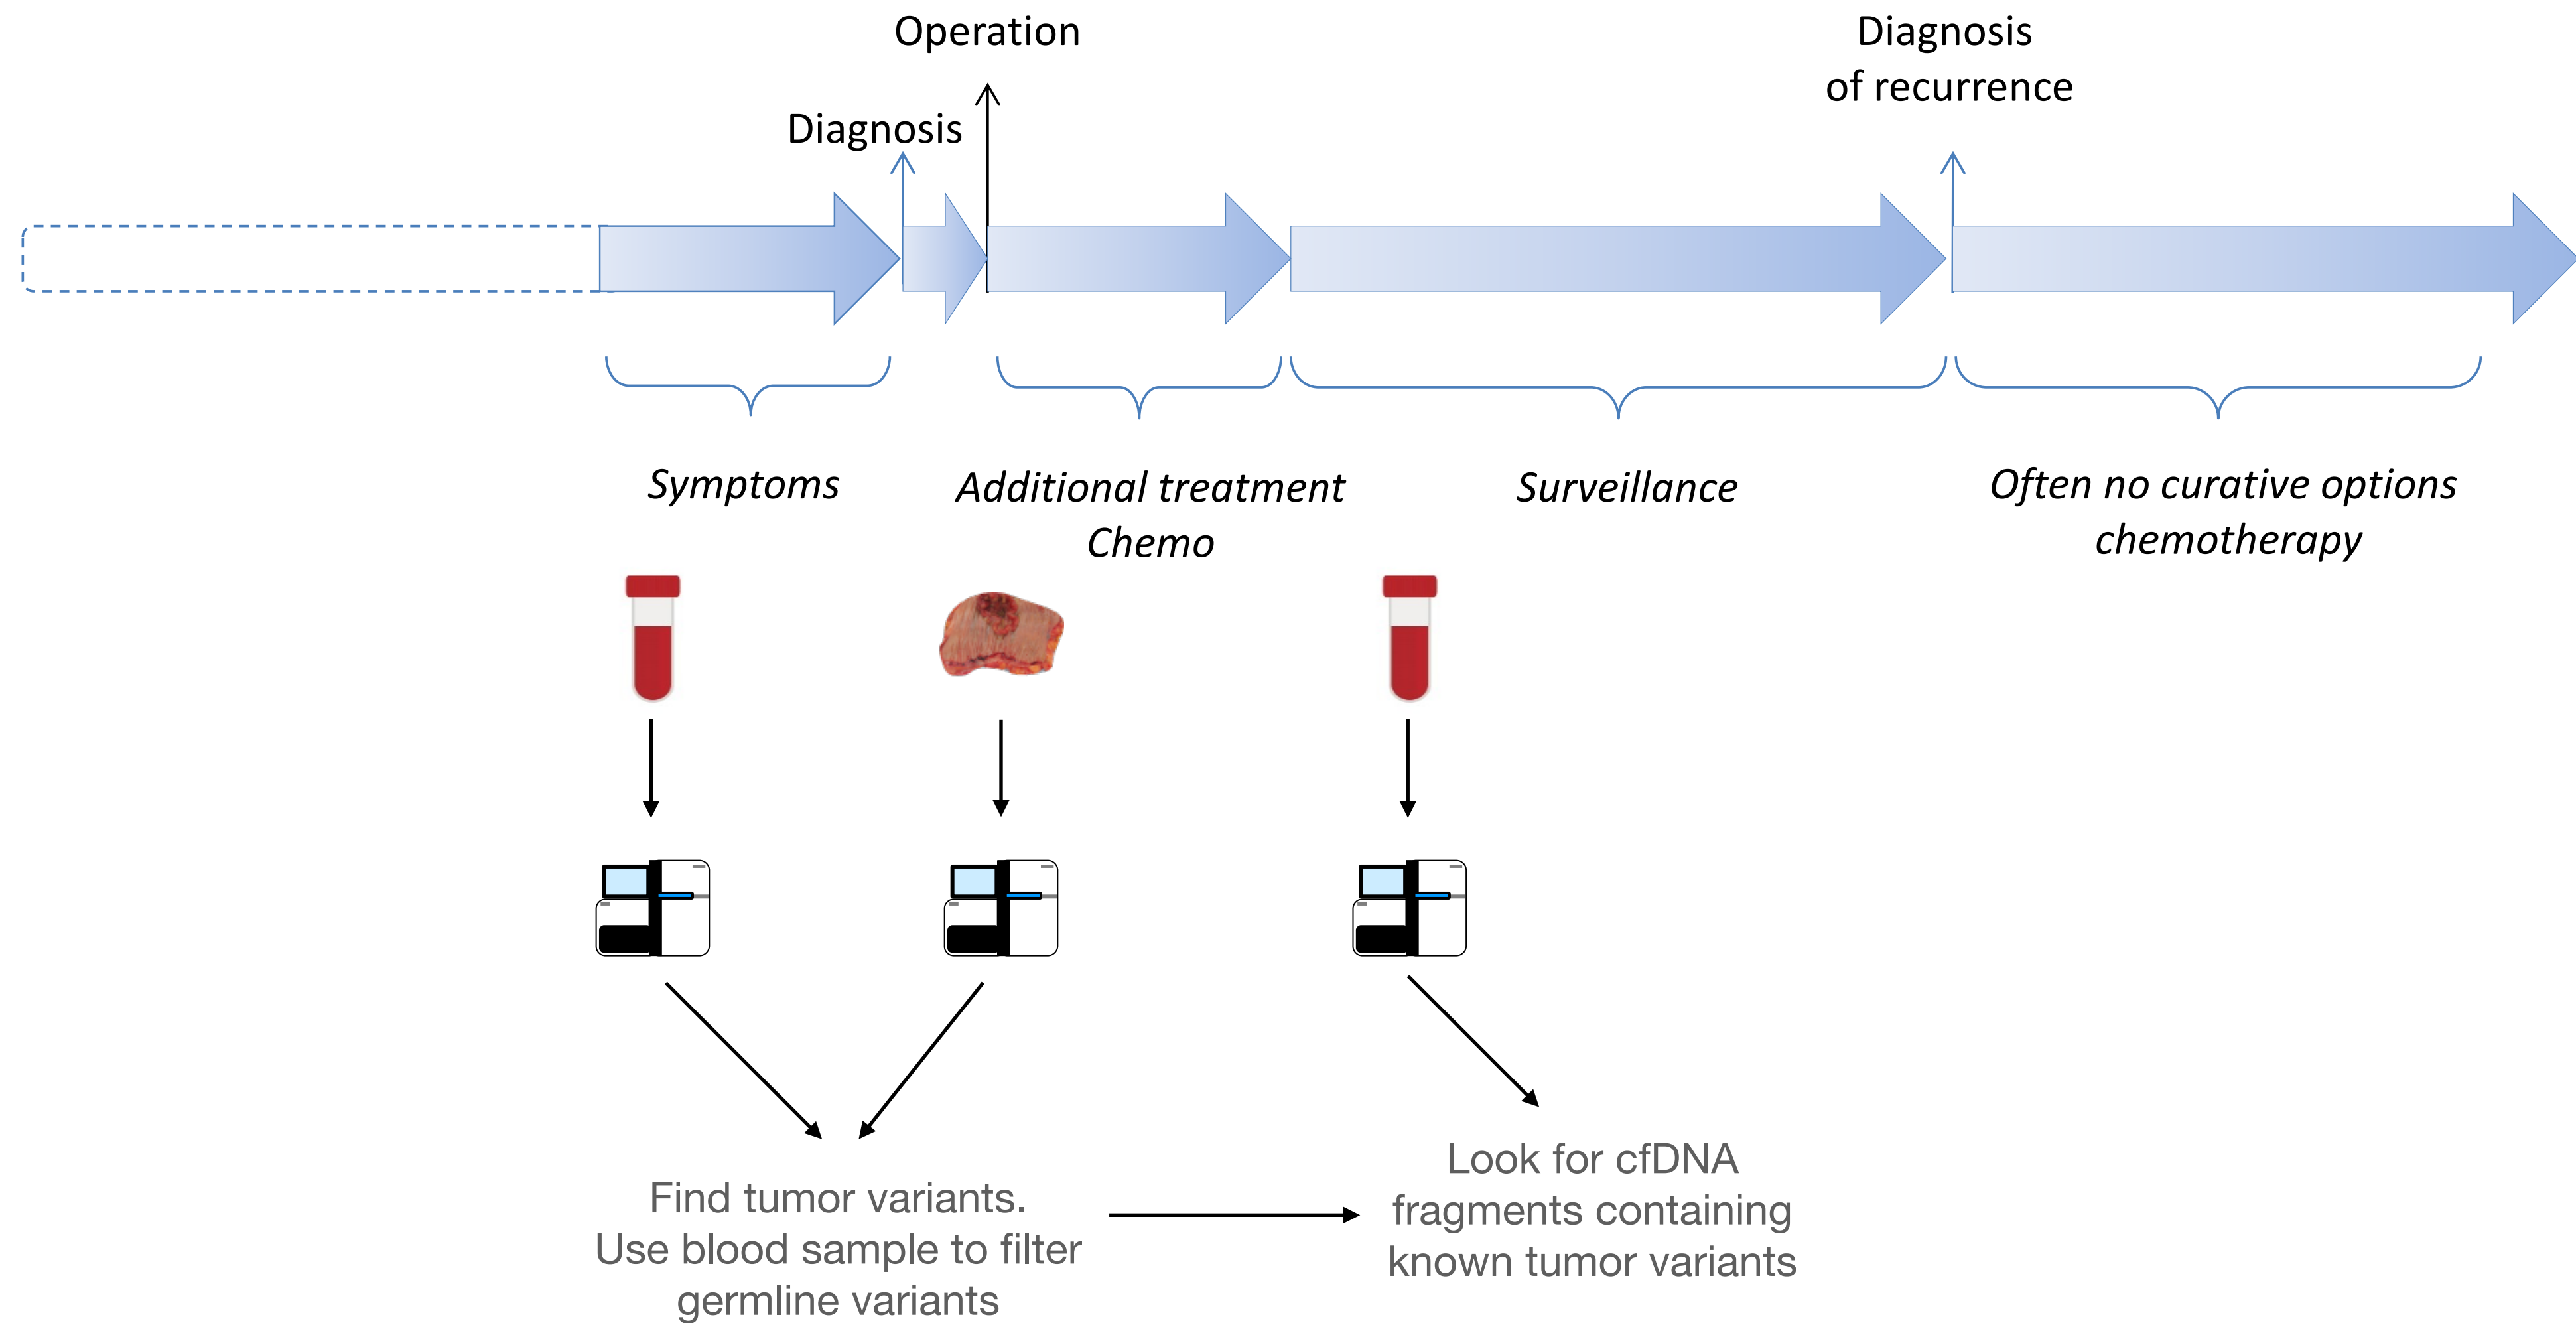 Operation
Diagnosis
of recurrence
Diagnosis
Symptoms
Additional treatment
Chemo
Surveillance
Often no curative options
chemotherapy
Find tumor variants.
Use blood sample to filter
germline variants
Look for cfDNA
fragments containing
known tumor variants